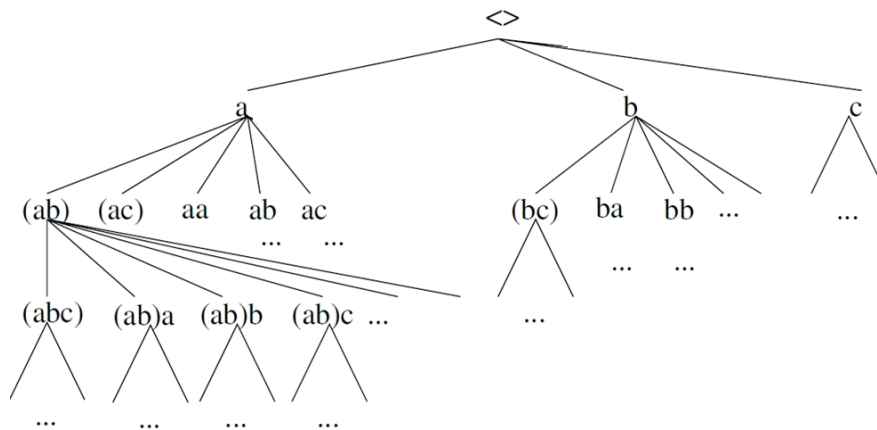 <>
a b c
(ab) (ac) aa ab ac (bc) ba bb ... ...
... ... ... ...
(abc) (ab)a (ab)b (ab)c ... ...
... ... ... ...